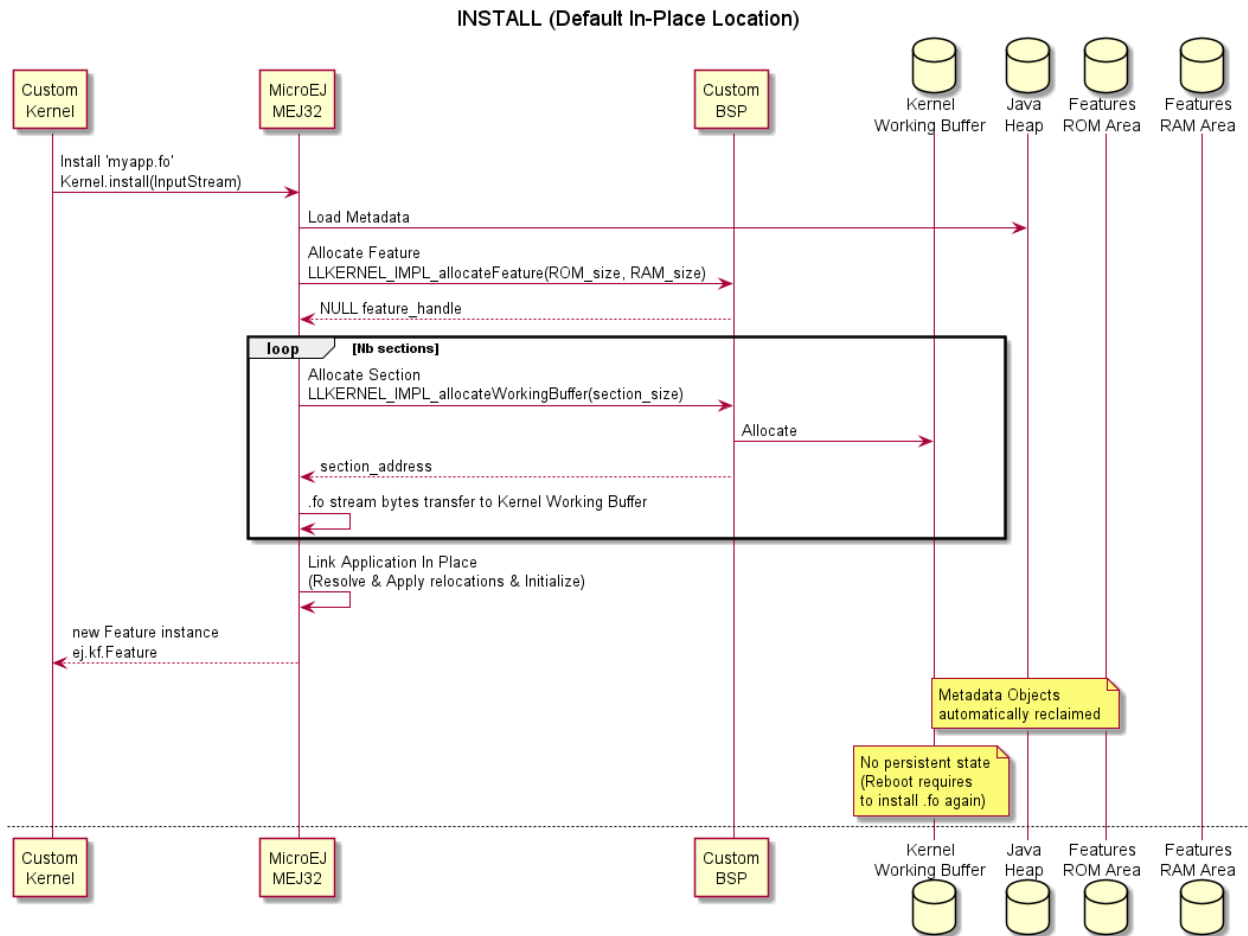 INSTALL (Default In-Place Location)
Custom
Kernel
MicroEJ
MEJ32
Custom
BSP
Kernel
Working Buffer
Java
Heap
Features
ROM Area
Features
RAM Area
Install 'myapp.fo'
Kernel.install(InputStream)
Load Metadata
Allocate Feature
LLKERNEL_IMPL_allocateFeature(ROM_size, RAM_size)
NULL feature_handle
loop [Nb sections]
Allocate Section
LLKERNEL_IMPL_allocateWorkingBuffer(section_size)
Allocate
section_address
.fo stream bytes transfer to Kernel Working Buffer
Link Application In Place
(Resolve & Apply relocations & Initialize)
new Feature instance
ej.kf.Feature
Metadata Objects
automatically reclaimed
No persistent state
(Reboot requires
to install .fo again)
Custom
Kernel
MicroEJ
MEJ32
Custom
BSP
Kernel
Working Buffer
Java
Heap
Features
ROM Area
Features
RAM Area